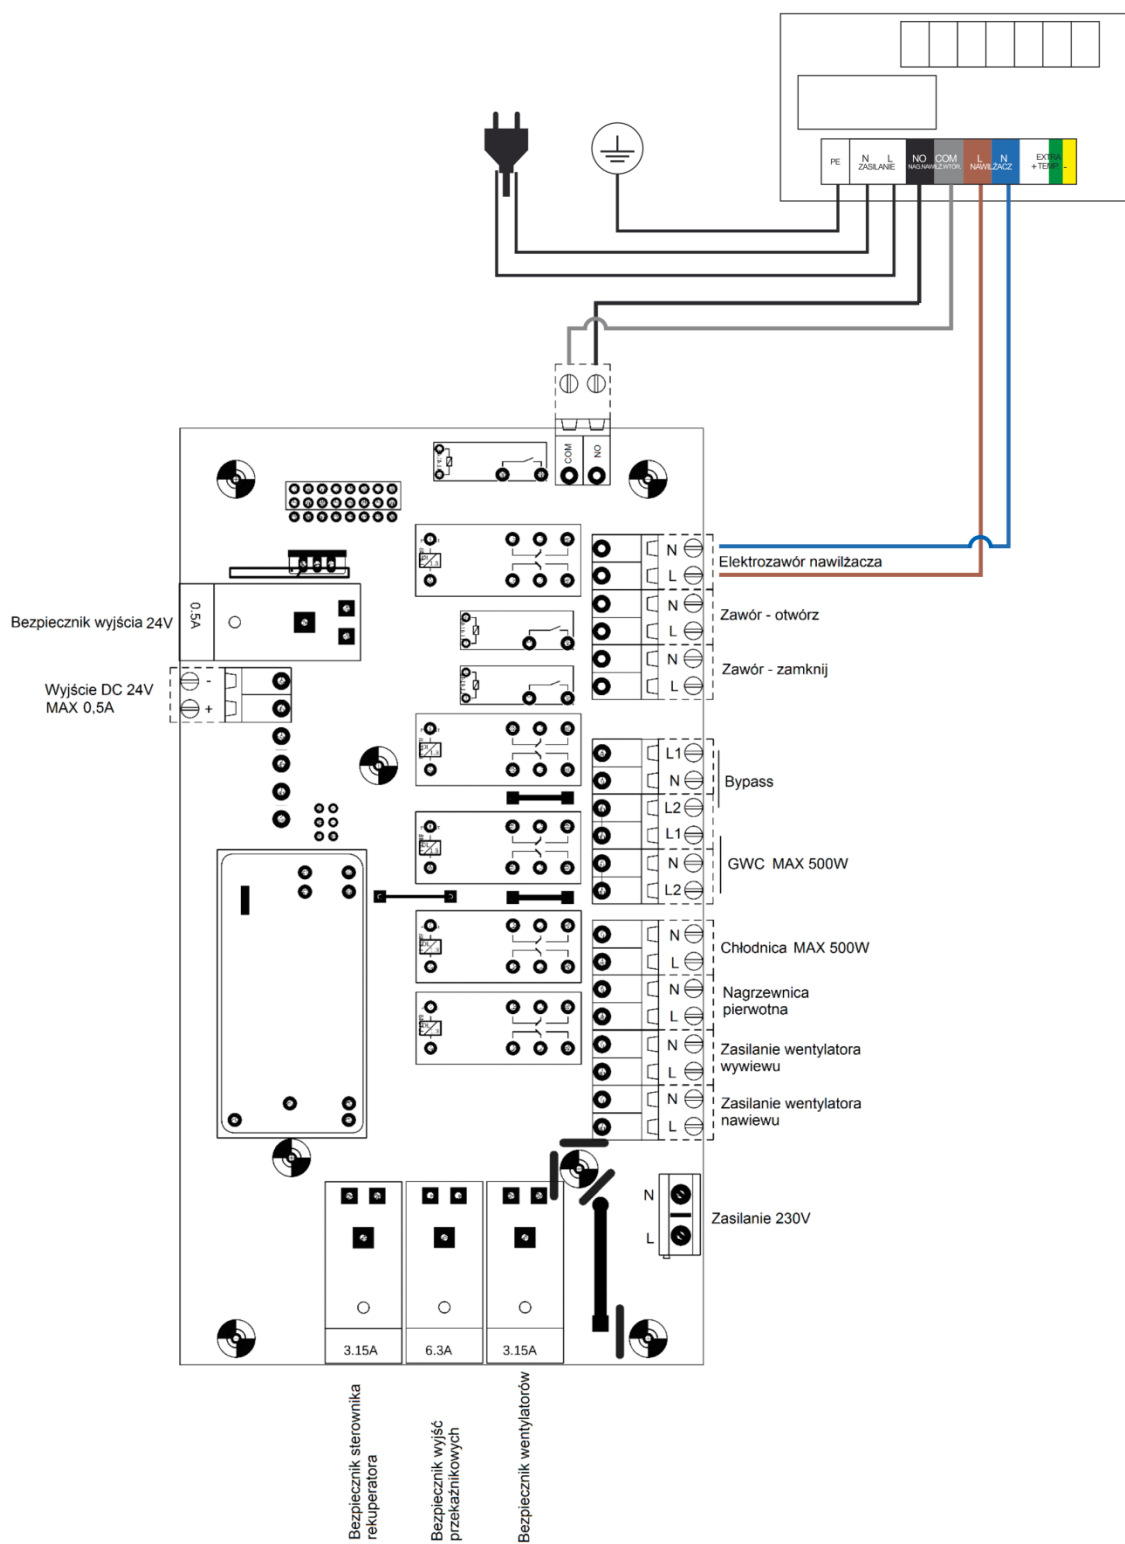 PE
N L
ZASILANIE
NO COM
NAG.NAWILŻ.WTÓR.
L N
NAWILŻACZ
EXTRA
+ TEMP. -
COM
NO
N
L
Elektrozawór nawilżacza
N
L
Zawór - otwórz
N
L
Zawór - zamknij
Bezpiecznik wyjścia 24V
0.5A
Wyjście DC 24V
MAX 0,5A
-
+
L1
N
L2
Bypass
L1
N
L2
GWC MAX 500W
N
L
Chłodnica MAX 500W
N
L
Nagrzewnica
pierwotna
N
L
Zasilanie wentylatora
wywiewu
N
L
Zasilanie wentylatora
nawiewu
N
L
Zasilanie 230V
3.15A
6.3A
3.15A
Bezpiecznik sterownika
rekuperatora
Bezpiecznik wyjść
przekaźnikowych
Bezpiecznik wentylatorów